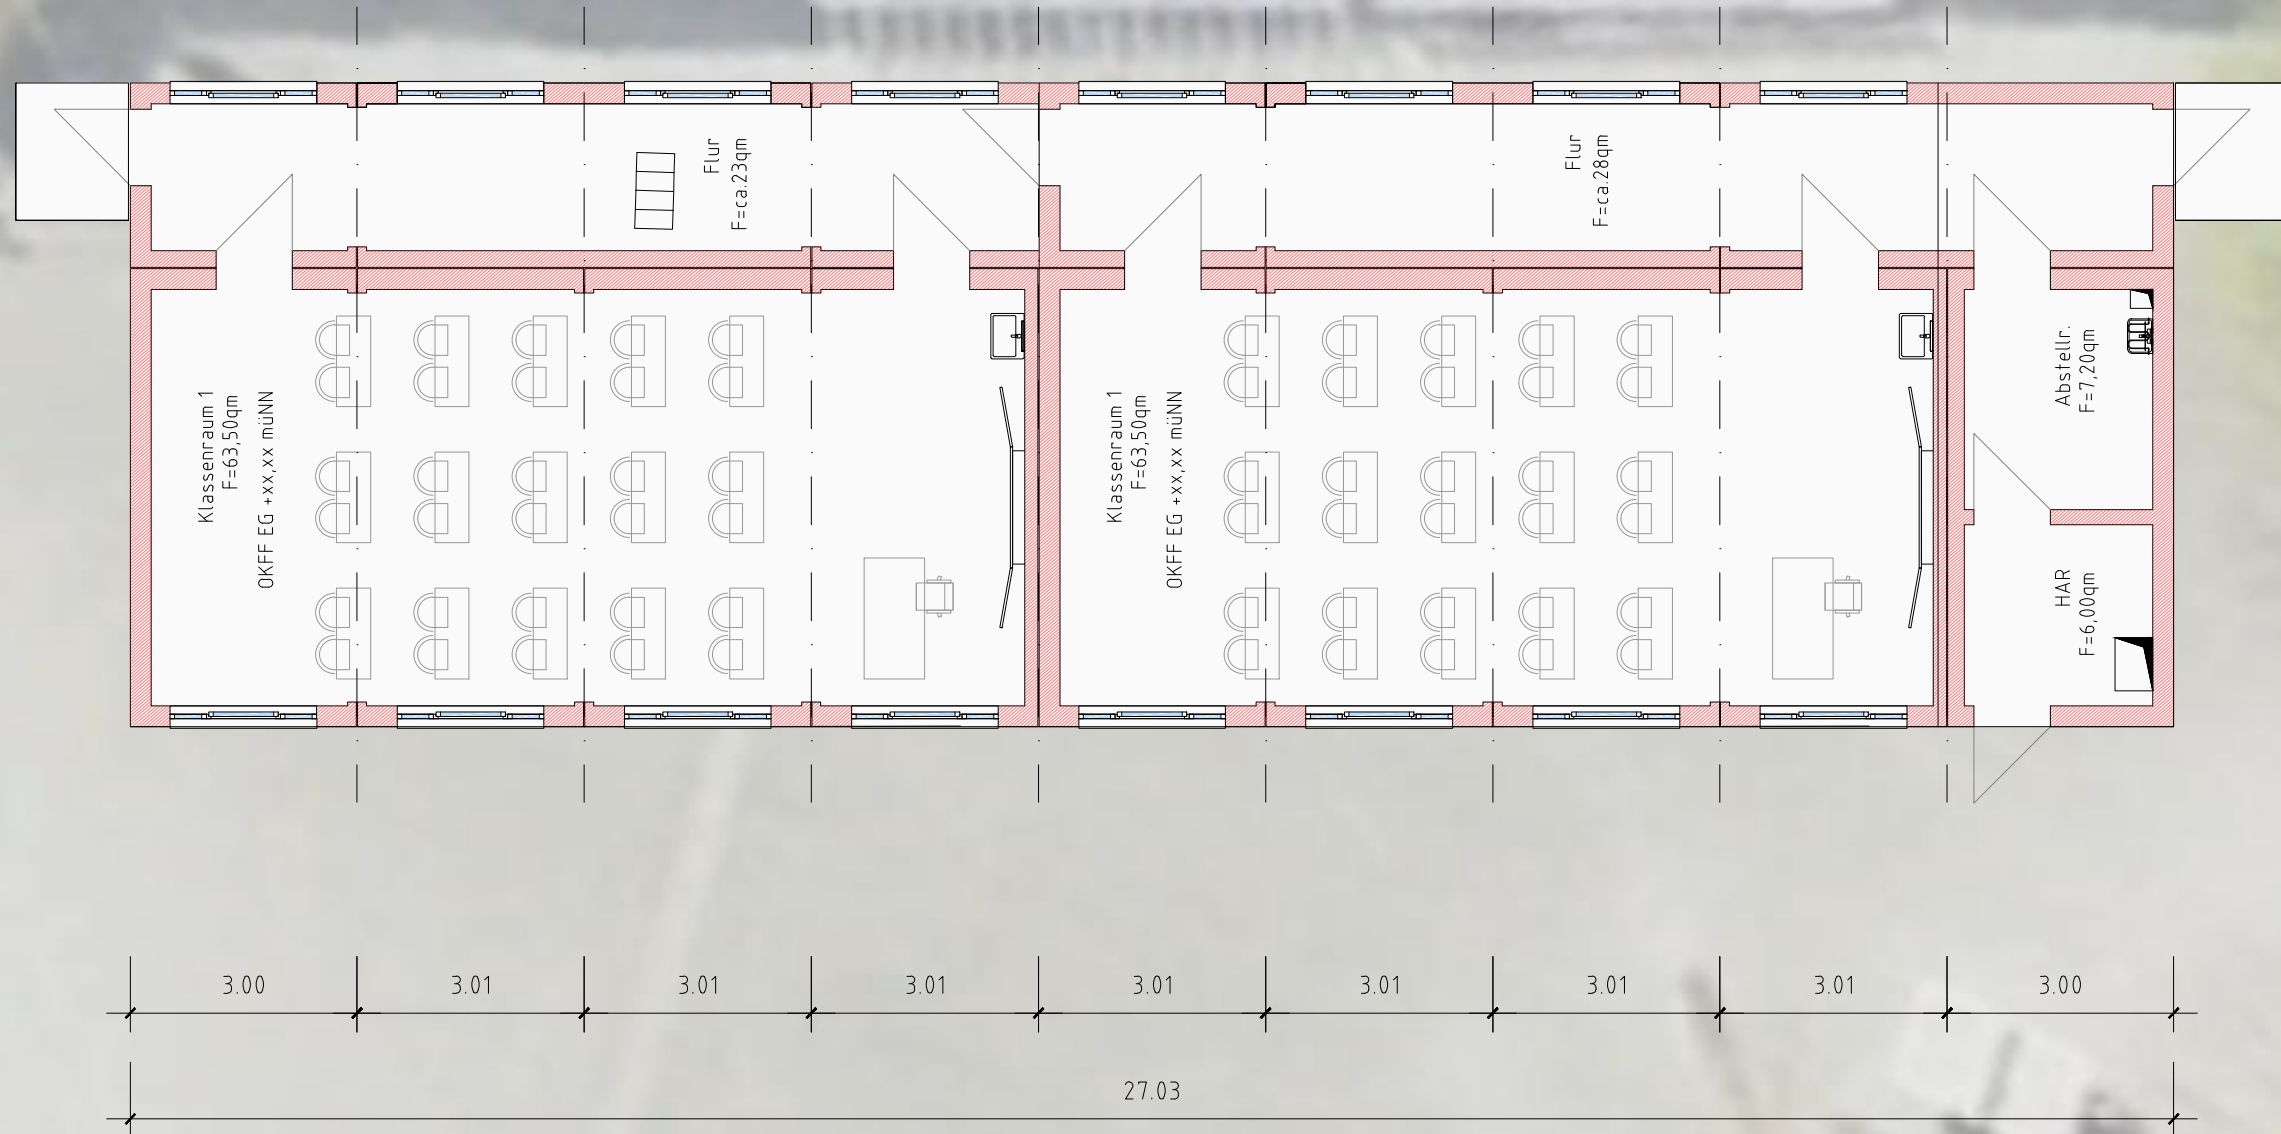 Flur
F=ca.23qm
Flur
F=ca.28qm
Klassenraum 1
F=63,50qm
OKFF EG +xx,xx müNN
Klassenraum 1
F=63,50qm
OKFF EG +xx,xx müNN
Abstellr.
F=7,20qm
HAR
F=6,00qm
3.00
3.01
3.01
3.01
3.01
3.01
3.01
3.01
3.00
27.03